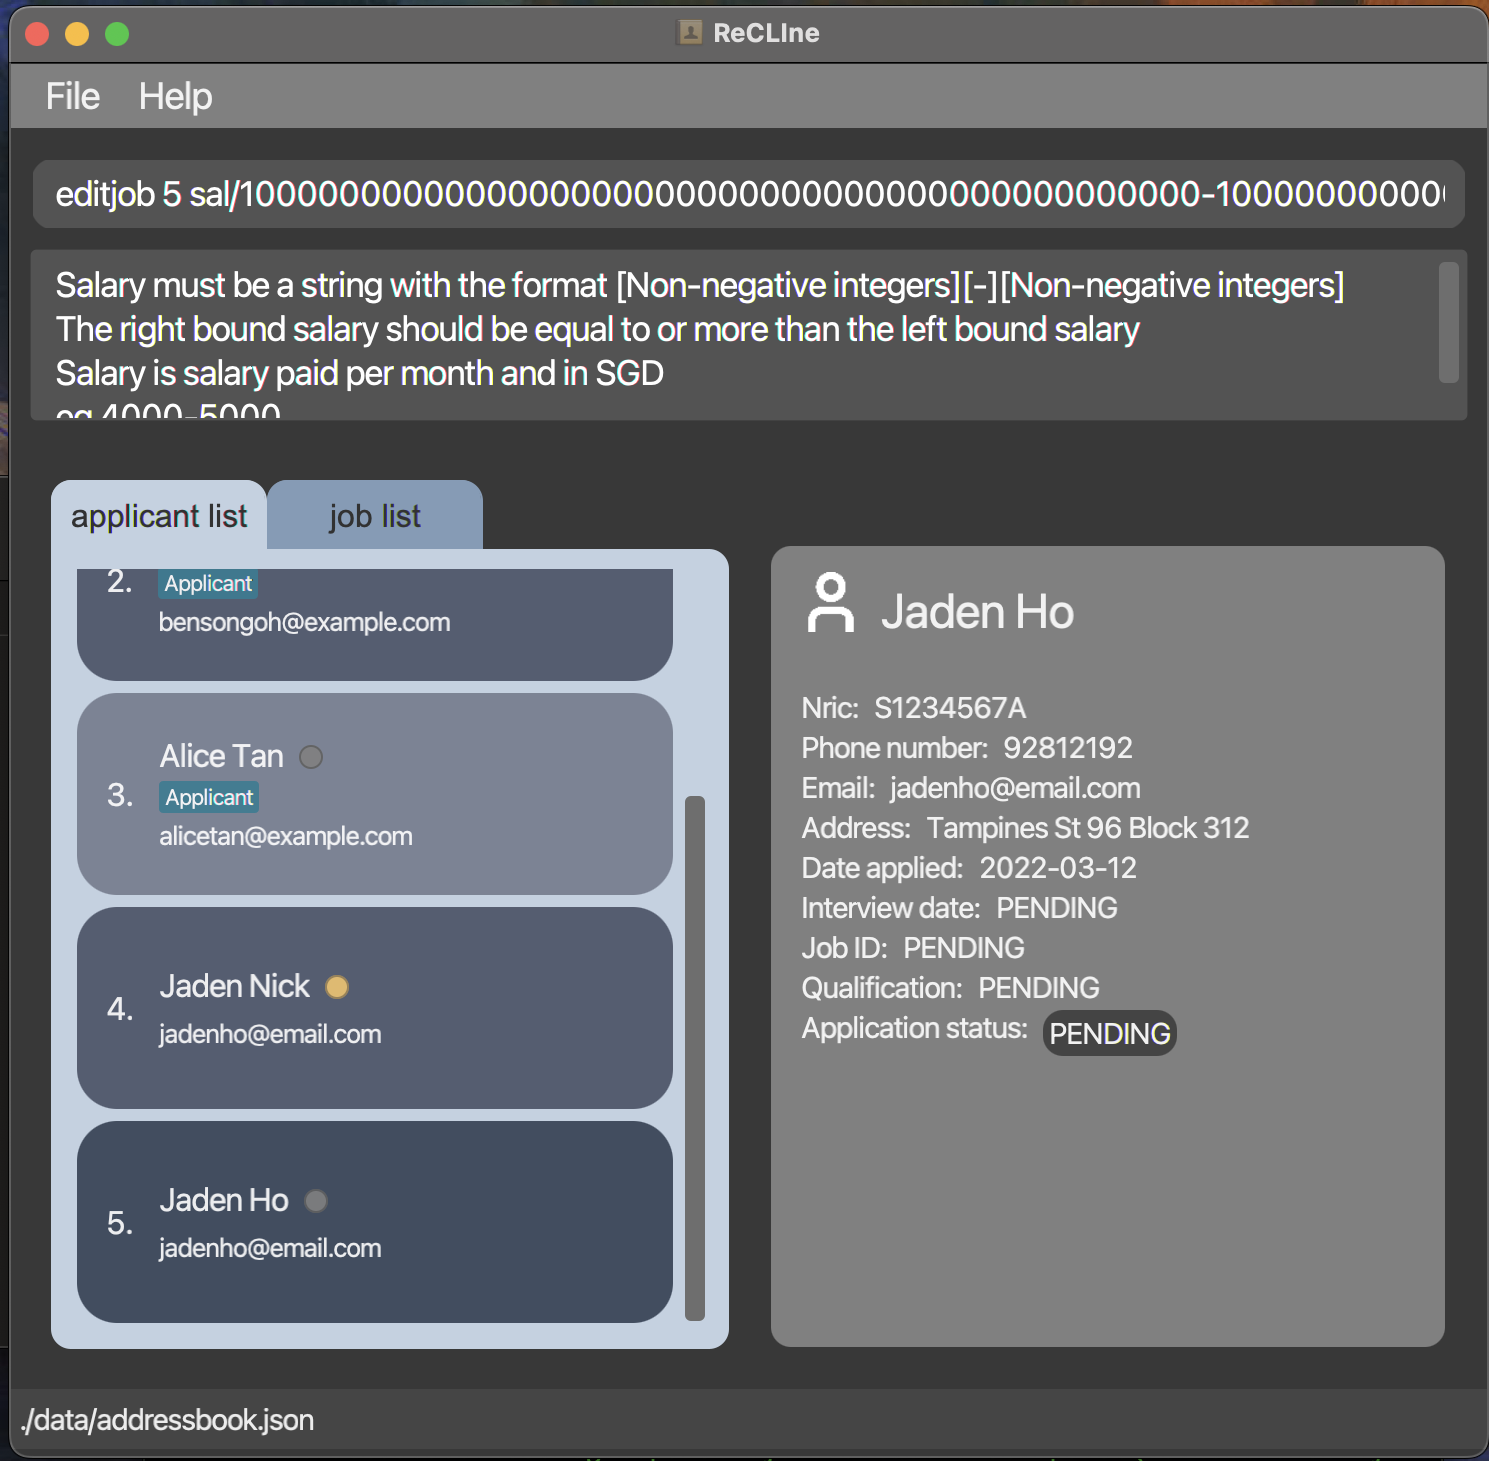 ReCLIne
File Help
editjob 5 sal/1000000000000000000000000000000000000000000000-10000000000
Salary must be a string with the format [Non-negative integers][-][Non-negative integers]
The right bound salary should be equal to or more than the left bound salary
Salary is salary paid per month and in SGD
eg 4000-5000
applicant list
job list
2.
Applicant
bensongoh@example.com
3.
Alice Tan
Applicant
alicetan@example.com
4.
Jaden Nick
jadenho@email.com
5.
Jaden Ho
jadenho@email.com
Jaden Ho
Nric: S1234567A
Phone number: 92812192
Email: jadenho@email.com
Address: Tampines St 96 Block 312
Date applied: 2022-03-12
Interview date: PENDING
Job ID: PENDING
Qualification: PENDING
Application status: PENDING
./data/addressbook.json